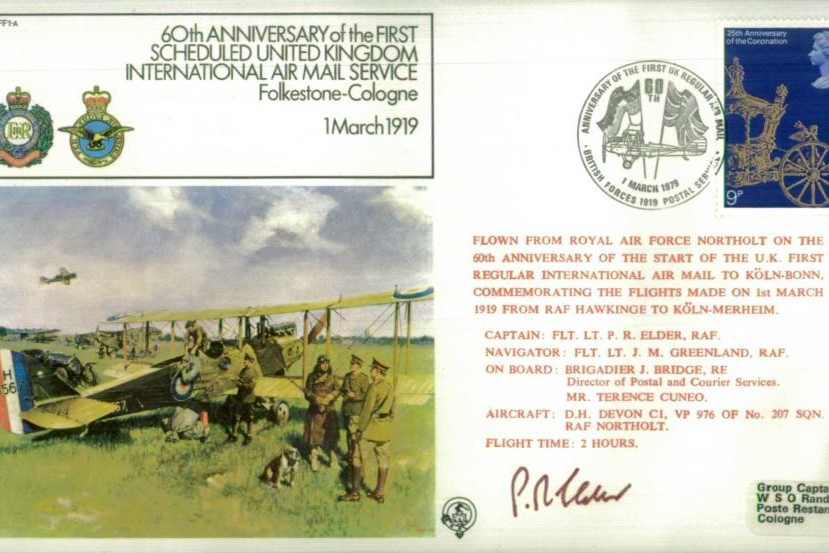 FF1-A
60th ANNIVERSARY of the FIRST
SCHEDULED UNITED KINGDOM
INTERNATIONAL AIR MAIL SERVICE
Folkestone-Cologne
1 March 1919
E II R
ANNIVERSARY OF THE FIRST UK REGULAR AIR MAIL
60
TH
1 MARCH 1979
BRITISH FORCES 1919 POSTAL SERVICE
25th Anniversary
of the Coronation
9P
FLOWN FROM ROYAL AIR FORCE NORTHOLT ON THE
60th ANNIVERSARY OF THE START OF THE U.K. FIRST
REGULAR INTERNATIONAL AIR MAIL TO KÖLN-BONN,
COMMEMORATING THE FLIGHTS MADE ON 1st MARCH
1919 FROM RAF HAWKINGE TO KÖLN-MERHEIM.
CAPTAIN: FLT. LT. P. R. ELDER, RAF.
NAVIGATOR: FLT. LT. J. M. GREENLAND, RAF.
ON BOARD: BRIGADIER J. BRIDGE, RE
Director of Postal and Courier Services.
MR. TERENCE CUNEO.
AIRCRAFT: D.H. DEVON C1, VP 976 OF No. 207 SQN.
RAF NORTHOLT.
FLIGHT TIME: 2 HOURS.
P. R. Elder
Group Capta
W S O Rand
Poste Restan
Cologne
H